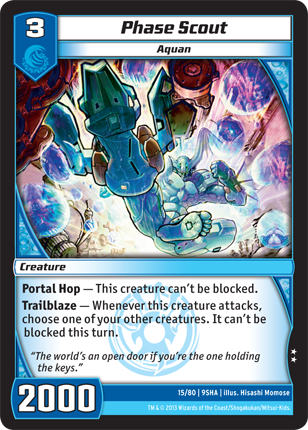 3
Phase Scout
Aquan
Creature
Portal Hop — This creature can't be blocked.
Trailblaze — Whenever this creature attacks,
choose one of your other creatures. It can't be
blocked this turn.
"The world's an open door if you're the one holding
the keys."
2000
15/80 | 9SHA | illus. Hisashi Momose
TM & © 2013 Wizards of the Coast/Shogakukan/Mitsui-Kids